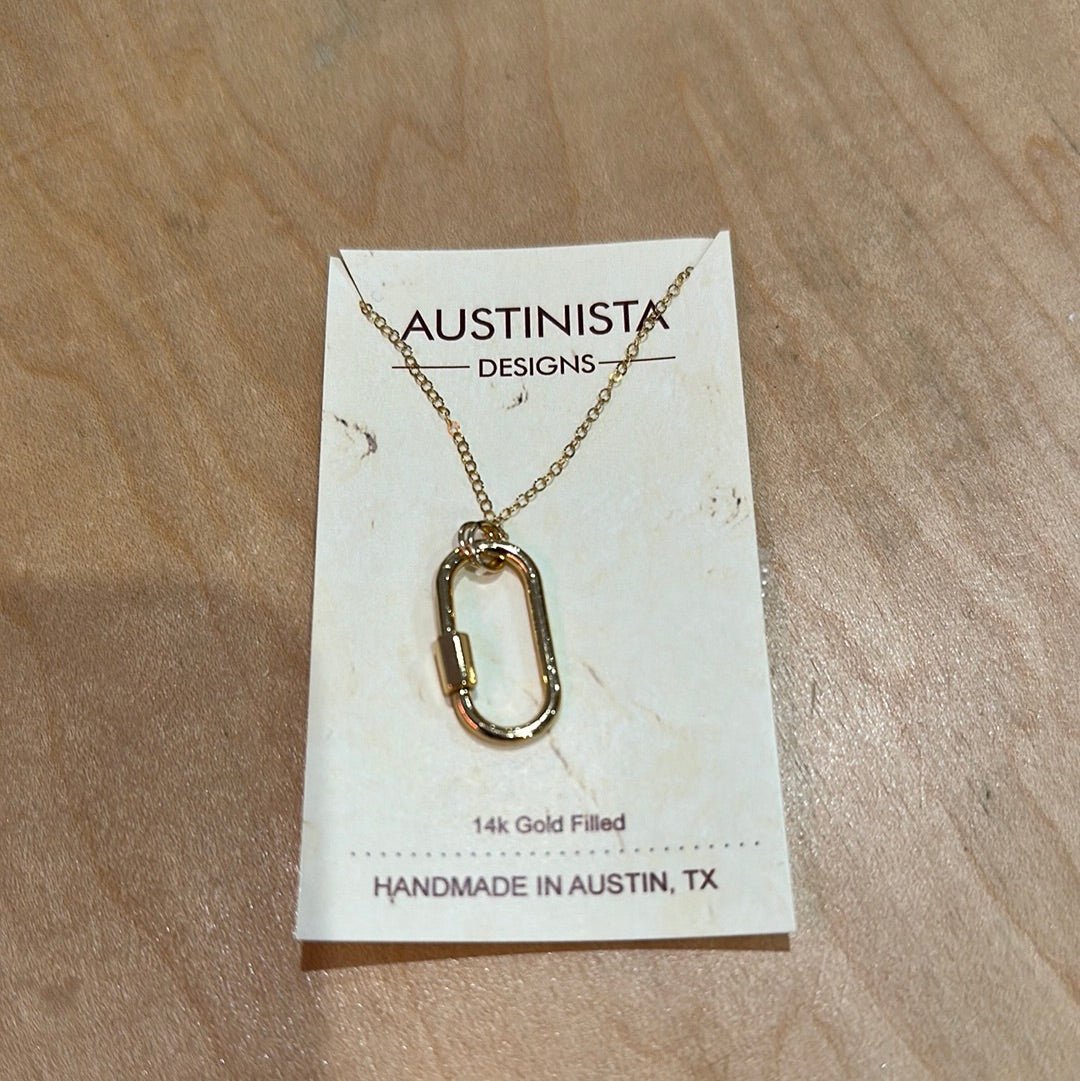 AUSTINISTA
DESIGNS
14k Gold Filled
HANDMADE IN AUSTIN, TX